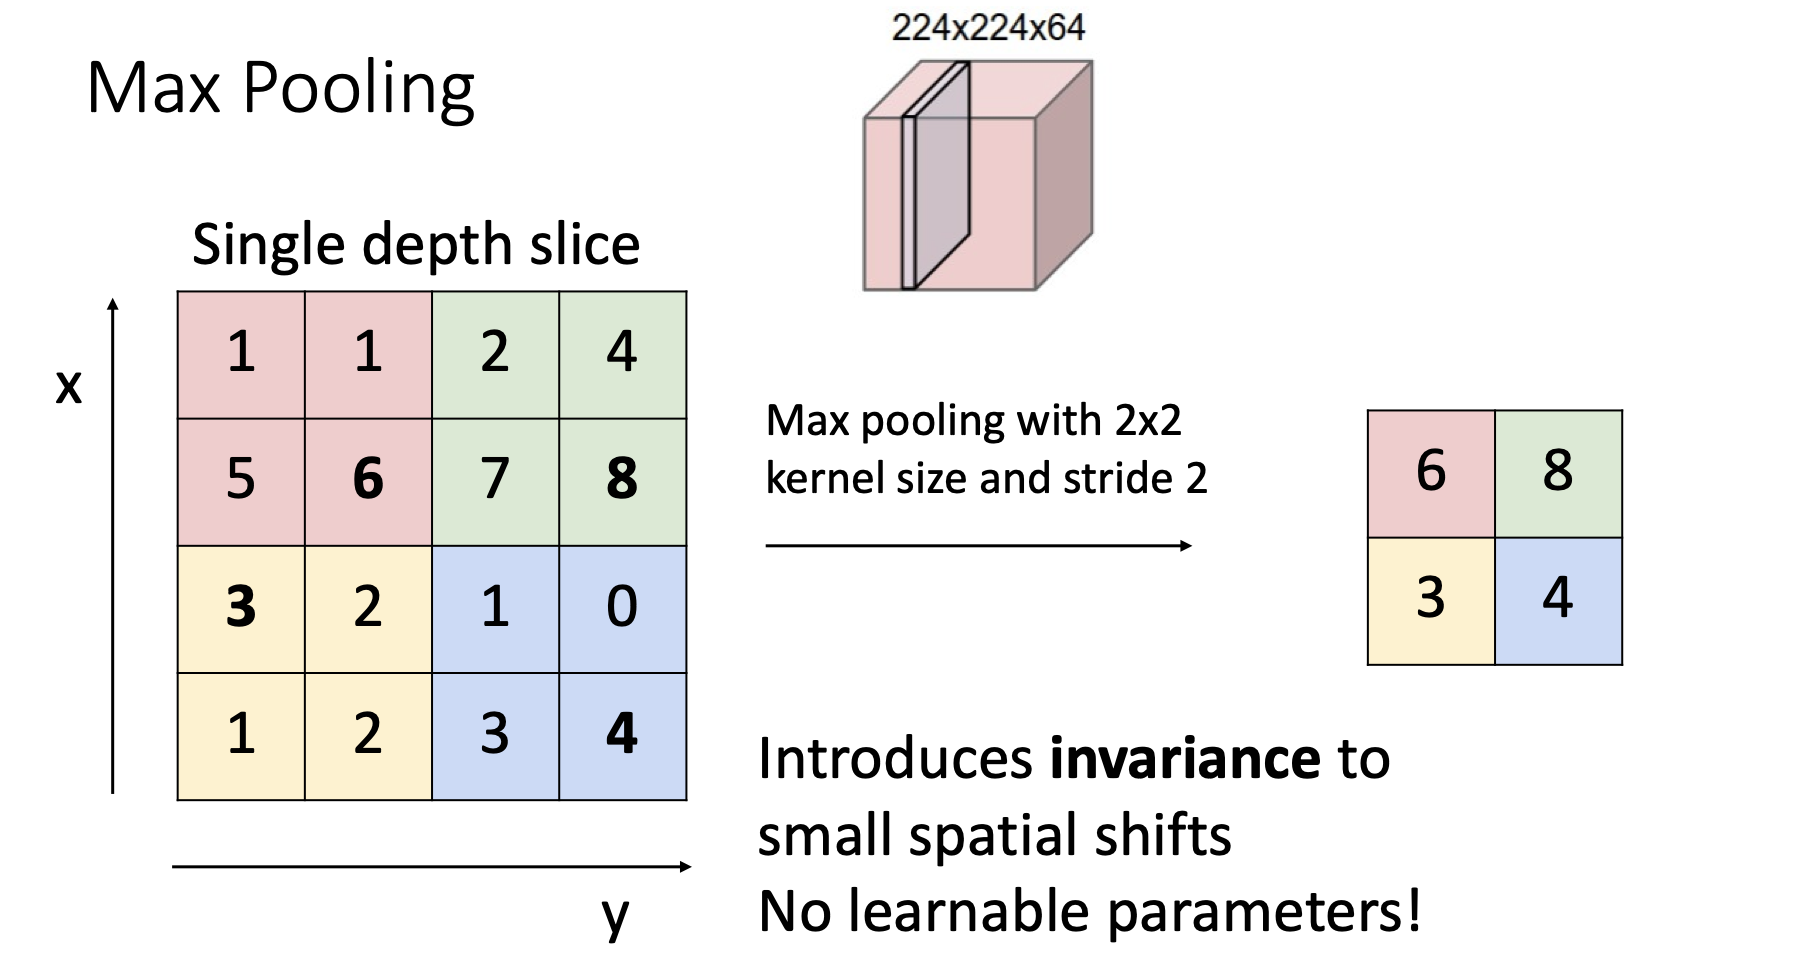 Max Pooling
224x224x64
Single depth slice
x
1 1 2 4
5 6 7 8
3 2 1 0
1 2 3 4
y
Max pooling with 2x2
kernel size and stride 2
6 8
3 4
Introduces invariance to
small spatial shifts
No learnable parameters!